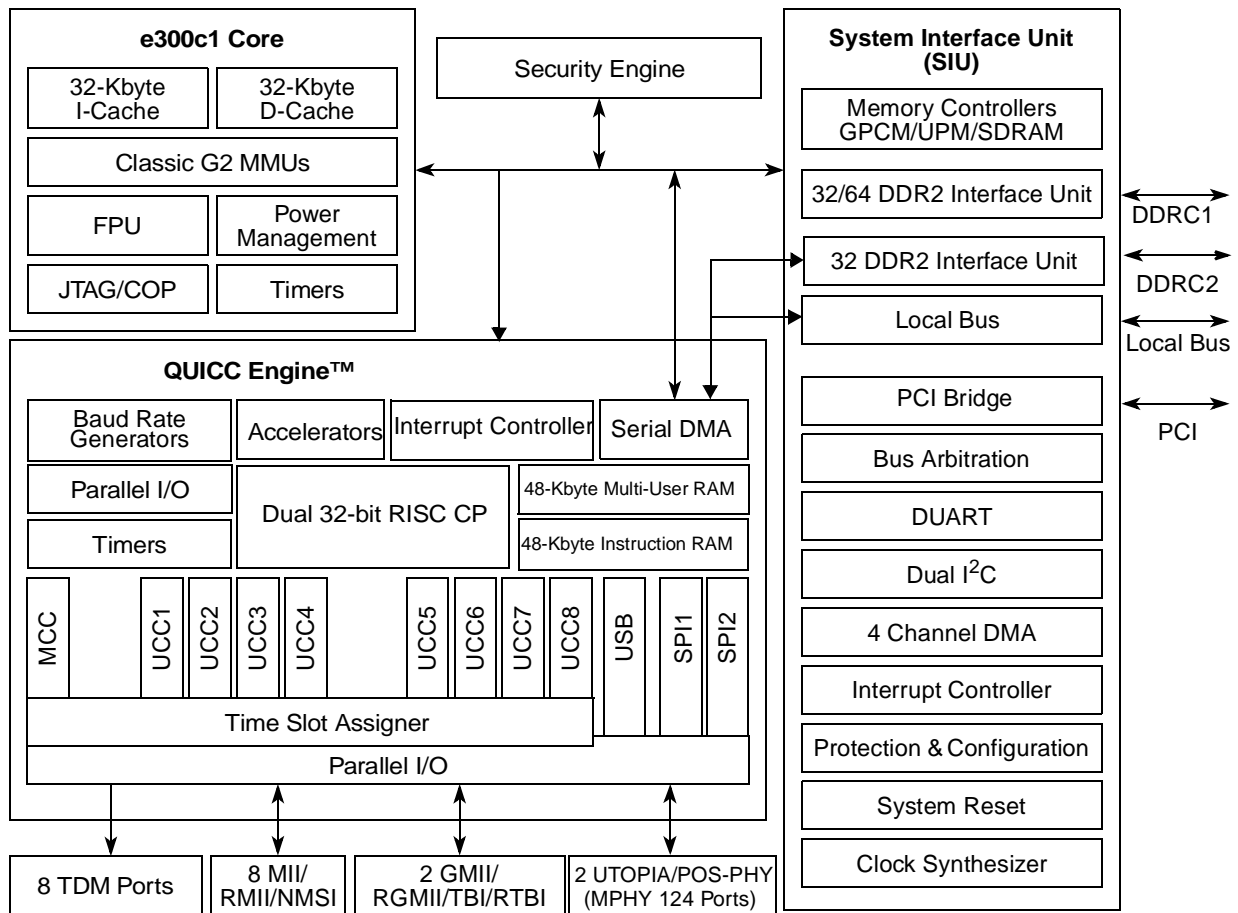 e300c1 Core
32-Kbyte
I-Cache
32-Kbyte
D-Cache
Classic G2 MMUs
FPU
Power
Management
JTAG/COP
Timers
Security Engine
System Interface Unit
(SIU)
Memory Controllers
GPCM/UPM/SDRAM
32/64 DDR2 Interface Unit
32 DDR2 Interface Unit
Local Bus
PCI Bridge
Bus Arbitration
DUART
Dual I²C
4 Channel DMA
Interrupt Controller
Protection & Configuration
System Reset
Clock Synthesizer
DDRC1
DDRC2
Local Bus
PCI
QUICC Engine™
Baud Rate
Generators
Accelerators
Interrupt Controller
Serial DMA
Parallel I/O
Dual 32-bit RISC CP
48-Kbyte Multi-User RAM
Timers
48-Kbyte Instruction RAM
MCC
UCC1
UCC2
UCC3
UCC4
UCC5
UCC6
UCC7
UCC8
USB
SPI1
SPI2
Time Slot Assigner
Parallel I/O
8 TDM Ports
8 MII/
RMII/NMSI
2 GMII/
RGMII/TBI/RTBI
2 UTOPIA/POS-PHY
(MPHY 124 Ports)